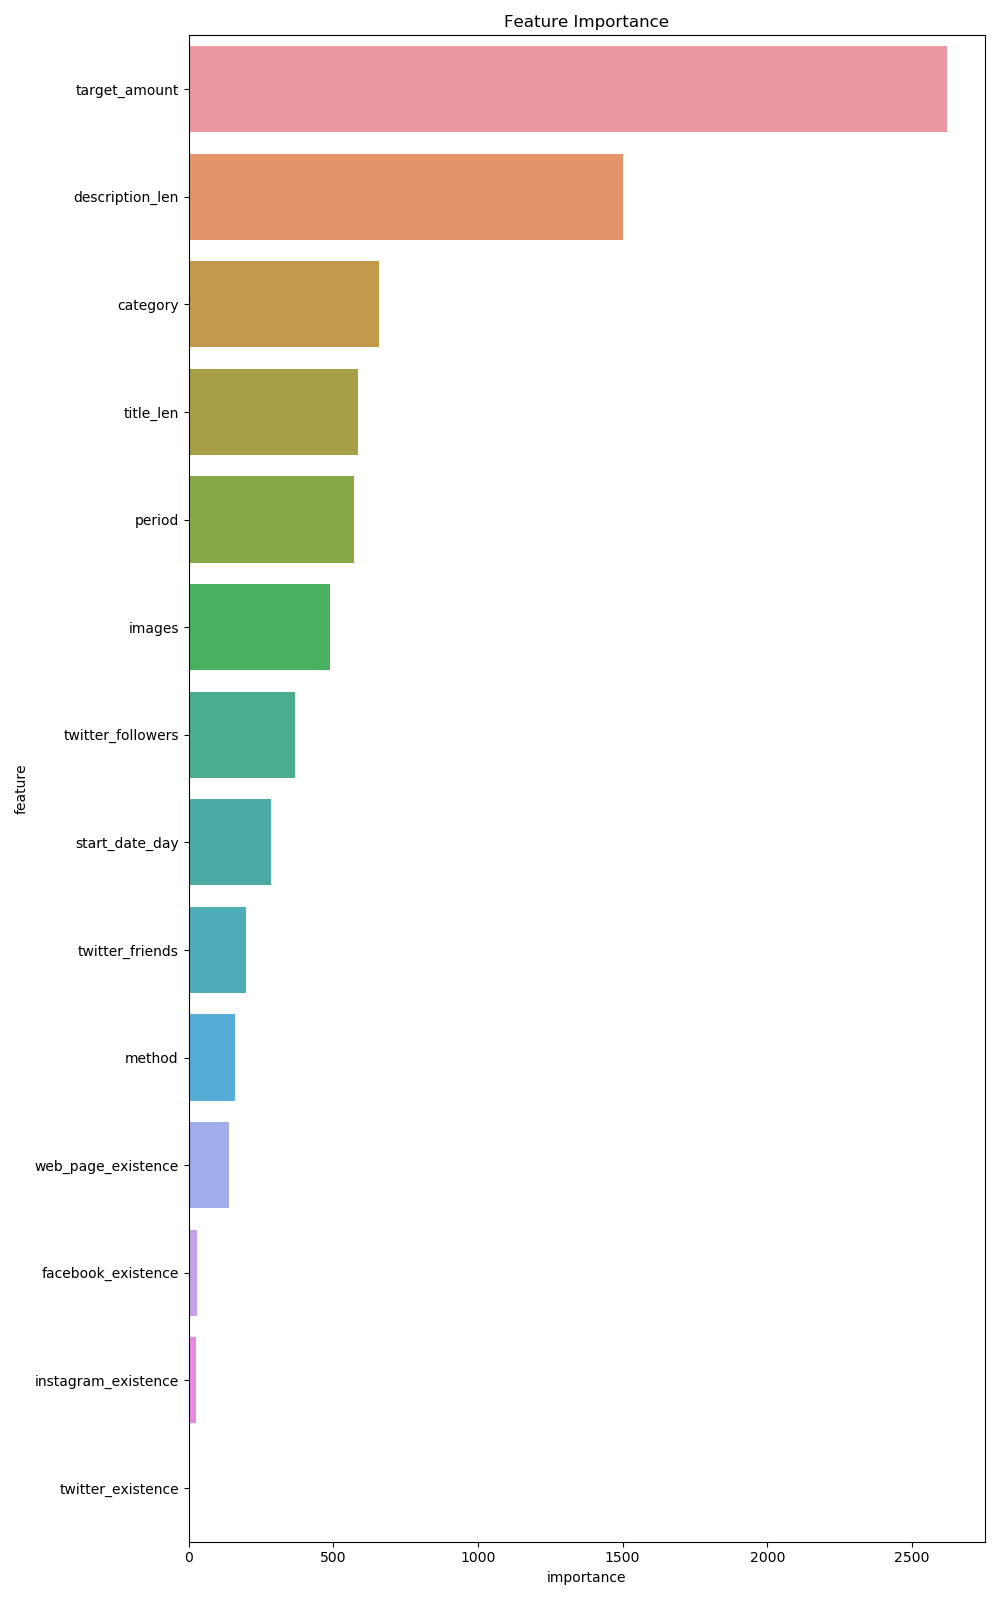 Feature Importance
target_amount
description_len
category
title_len
period
images
twitter_followers
start_date_day
twitter_friends
method
web_page_existence
facebook_existence
instagram_existence
twitter_existence
feature
0 500 1000 1500 2000 2500
importance